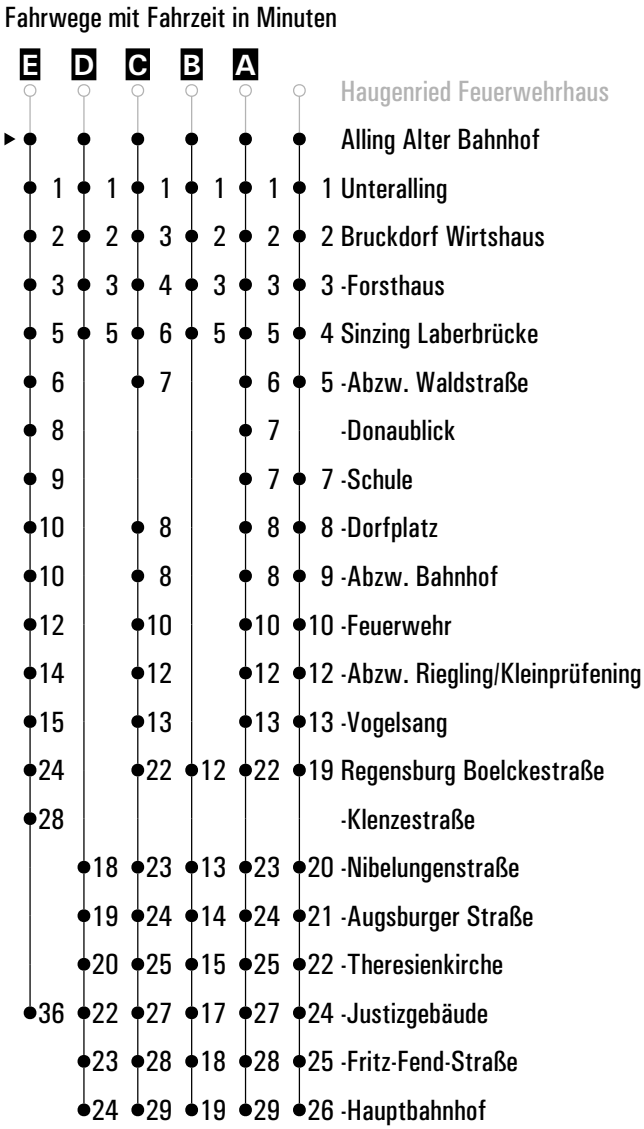 Fahrwege mit Fahrzeit in Minuten
E D C B A
Haugenried Feuerwehrhaus
Alling Alter Bahnhof
1 1 1 1 1 1 Unteralling
2 2 3 2 2 2 Bruckdorf Wirtshaus
3 3 4 3 3 3 -Forsthaus
5 5 6 5 5 4 Sinzing Laberbrücke
6 7 6 5 -Abzw. Waldstraße
8 7 -Donaublick
9 7 7 -Schule
10 8 8 8 -Dorfplatz
10 8 8 9 -Abzw. Bahnhof
12 10 10 10 -Feuerwehr
14 12 12 12 -Abzw. Riegling/Kleinprüfening
15 13 13 13 -Vogelsang
24 22 12 22 19 Regensburg Boelckestraße
28 -Klenzestraße
18 23 13 23 20 -Nibelungenstraße
19 24 14 24 21 -Augsburger Straße
20 25 15 25 22 -Theresienkirche
36 22 27 17 27 24 -Justizgebäude
23 28 18 28 25 -Fritz-Fend-Straße
24 29 19 29 26 -Hauptbahnhof